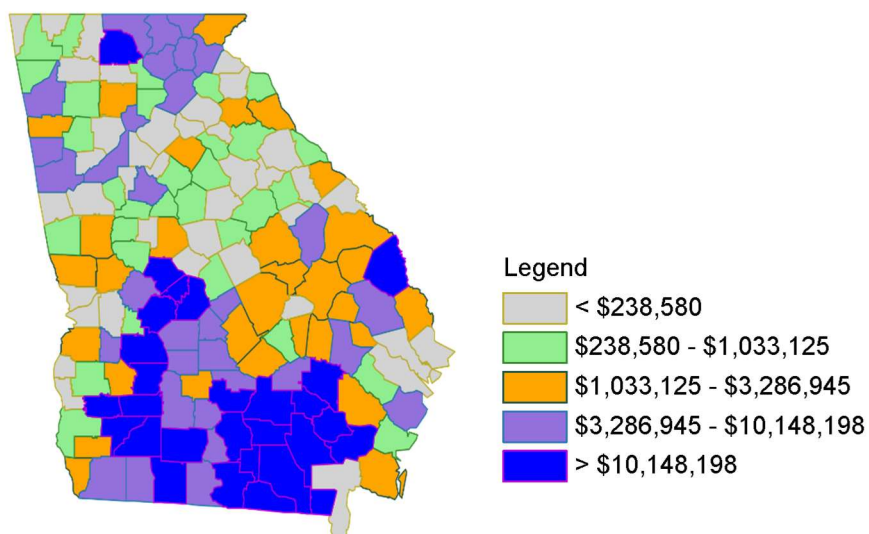 Legend
< $238,580
$238,580 - $1,033,125
$1,033,125 - $3,286,945
$3,286,945 - $10,148,198
> $10,148,198